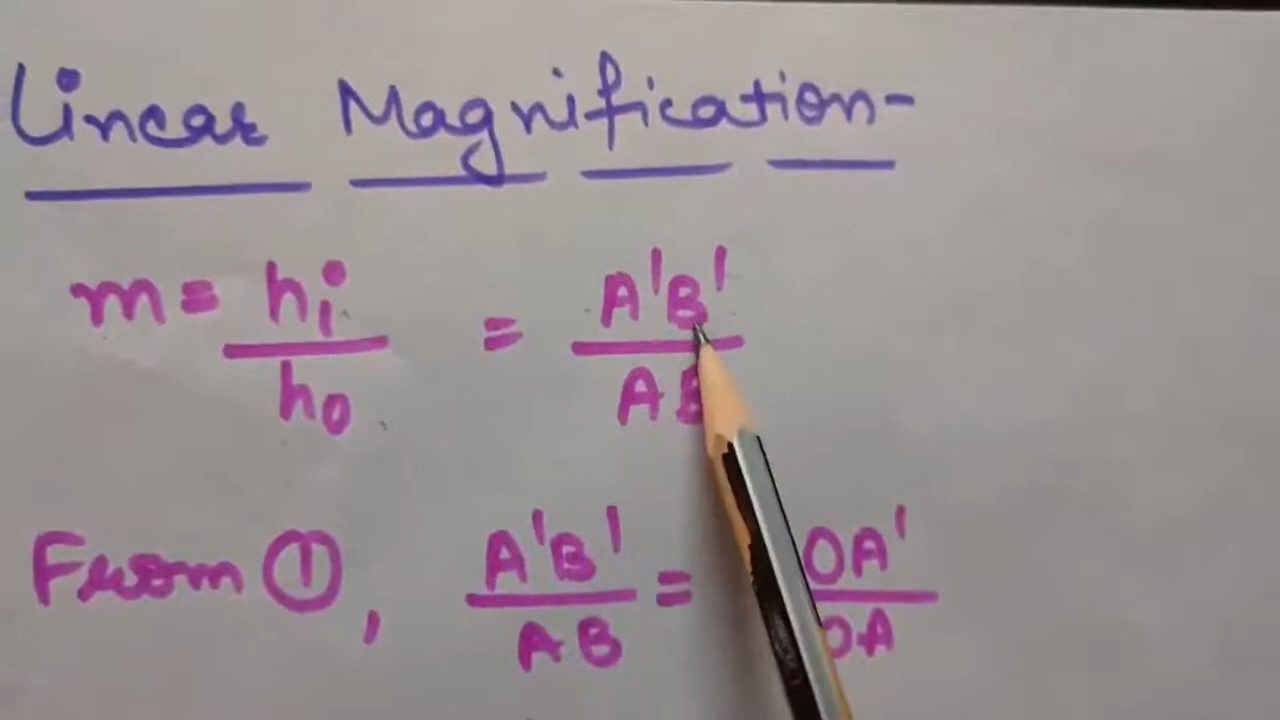 Linear Magnification-
m = hi/ho = A'B'/AB
From ①, A'B'/AB = OA'/OA